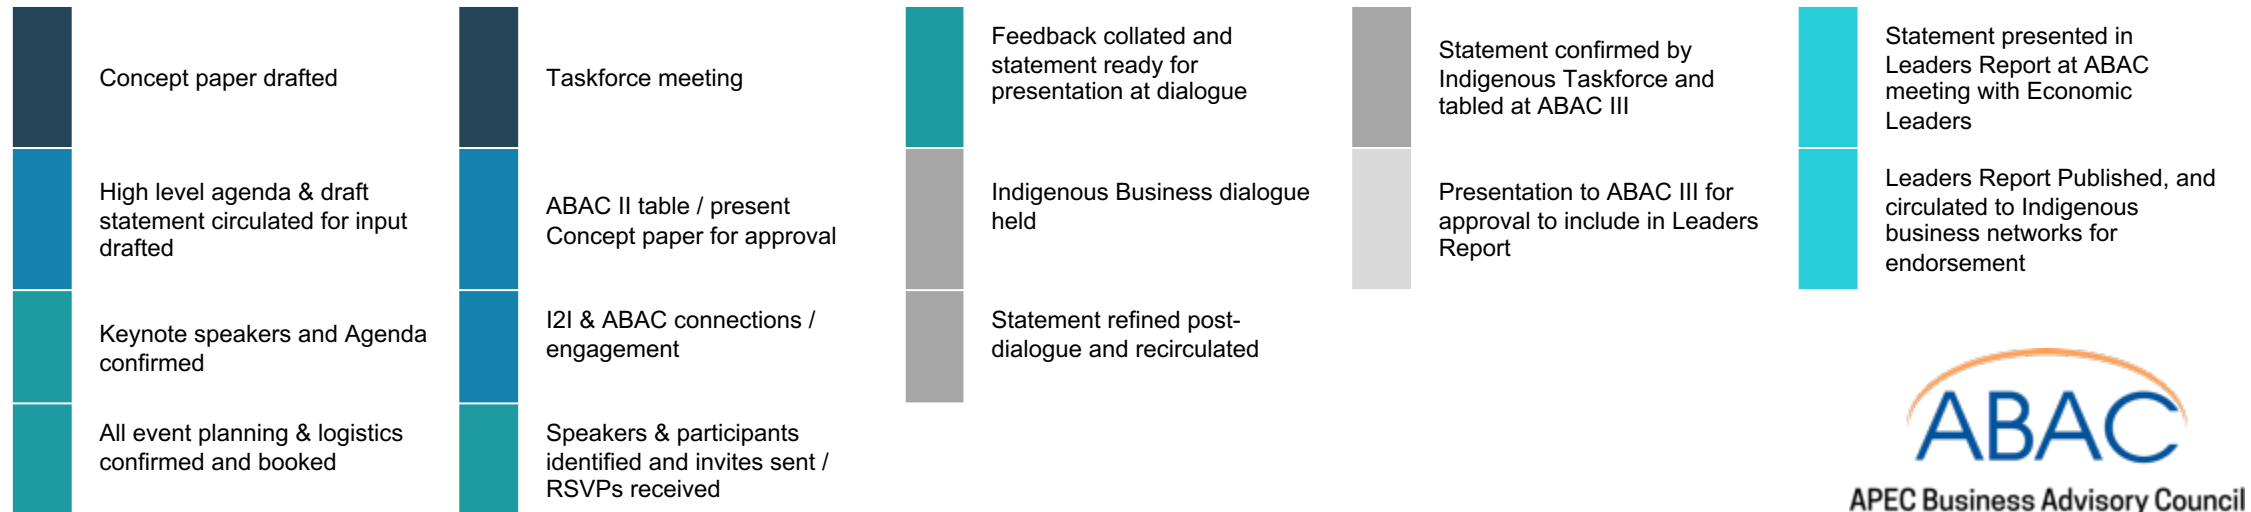 Concept paper drafted
High level agenda & draft
statement circulated for input
drafted
Keynote speakers and Agenda
confirmed
All event planning & logistics
confirmed and booked
Taskforce meeting
ABAC II table / present
Concept paper for approval
I2I & ABAC connections /
engagement
Speakers & participants
identified and invites sent /
RSVPs received
Feedback collated and
statement ready for
presentation at dialogue
Indigenous Business dialogue
held
Statement refined post-
dialogue and recirculated
Statement confirmed by
Indigenous Taskforce and
tabled at ABAC III
Presentation to ABAC III for
approval to include in Leaders
Report
Statement presented in
Leaders Report at ABAC
meeting with Economic
Leaders
Leaders Report Published, and
circulated to Indigenous
business networks for
endorsement
ABAC
APEC Business Advisory Council